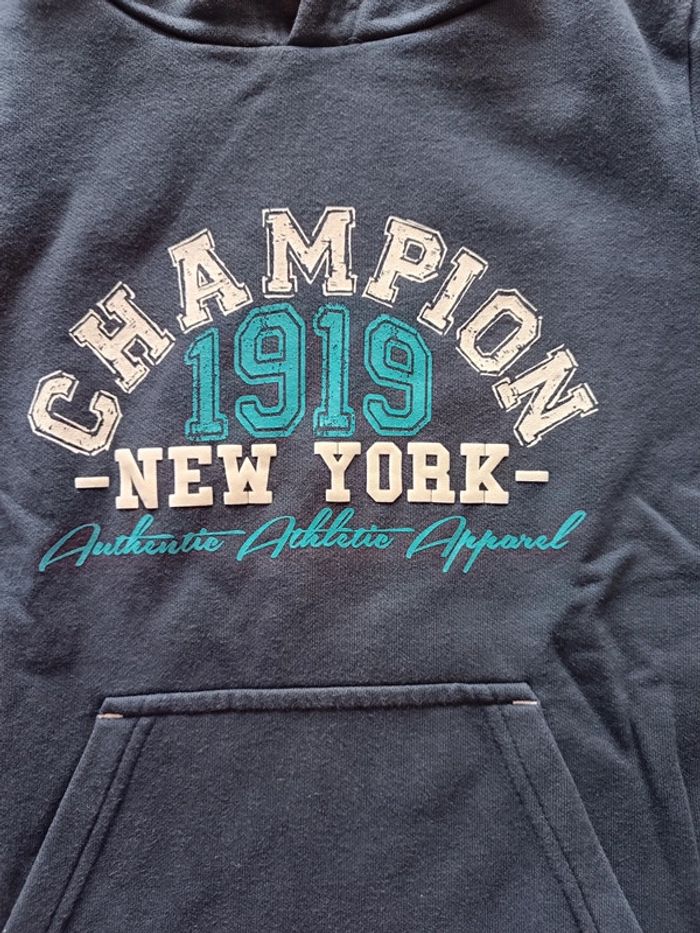 CHAMPION
1919
-NEW YORK-
Authentic Athletic Apparel